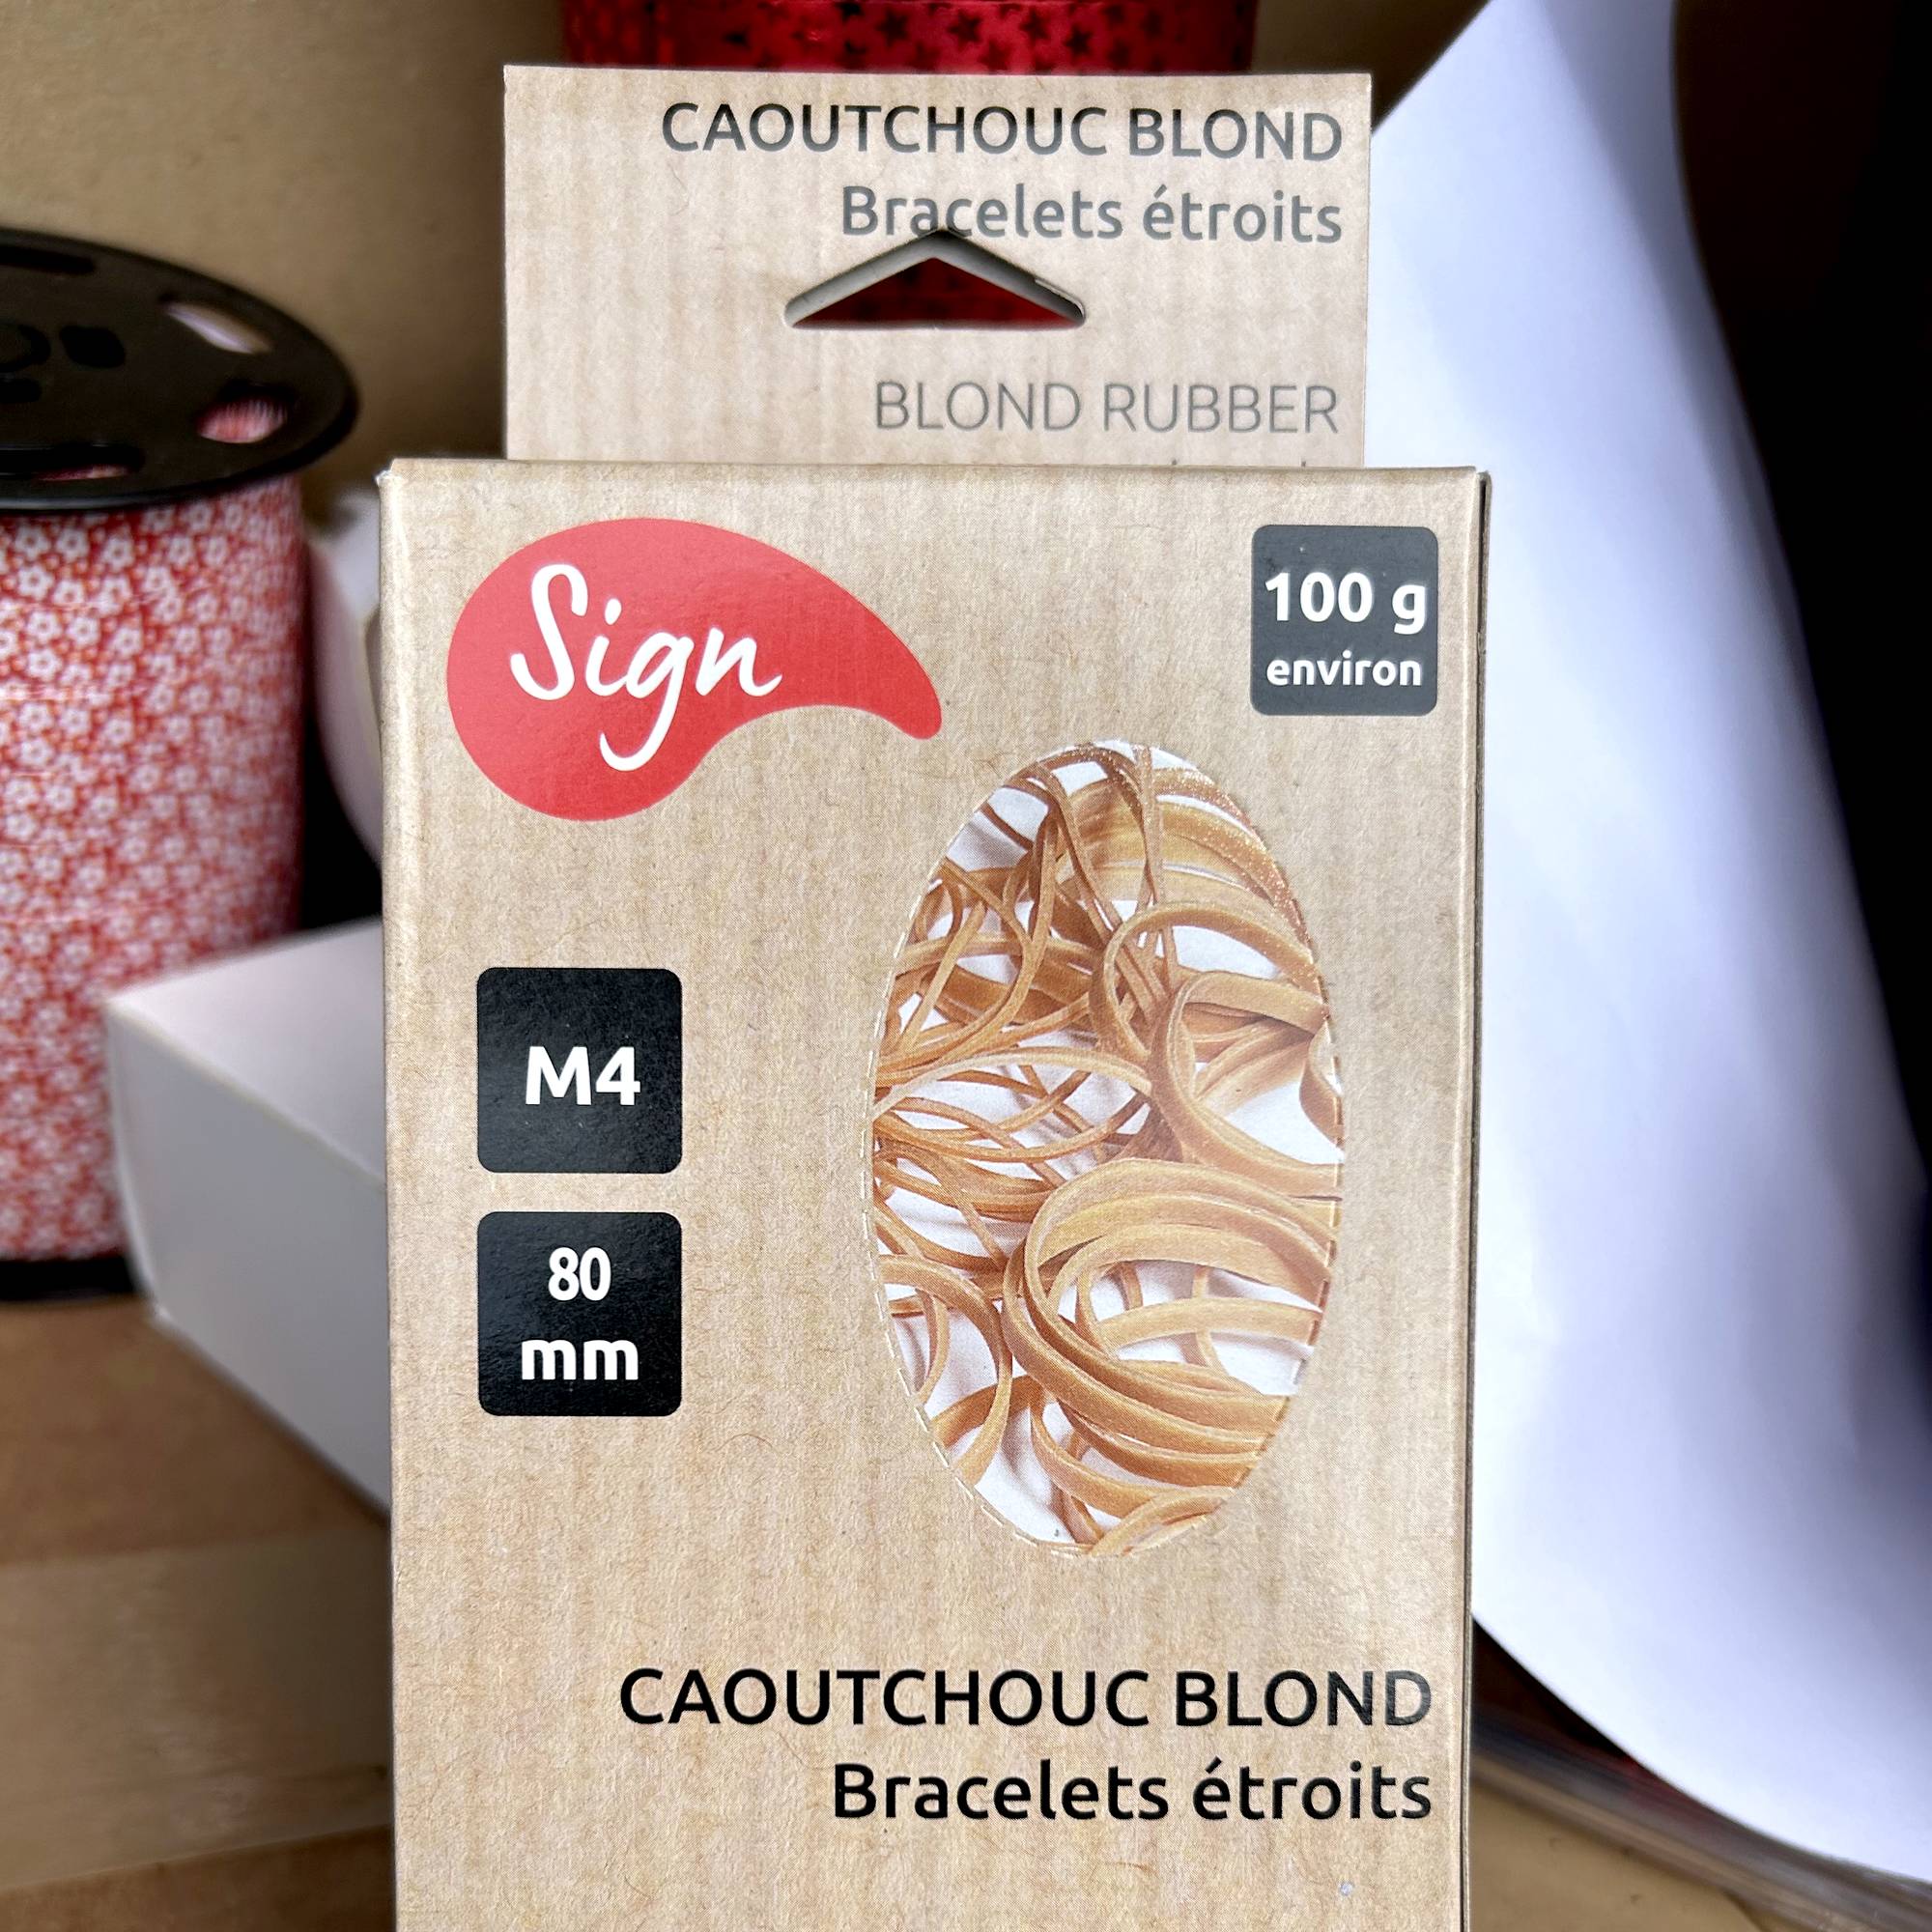 CAOUTCHOUC BLOND
Bracelets étroits
BLOND RUBBER
Sign
100 g
environ
M4
80
mm
CAOUTCHOUC BLOND
Bracelets étroits